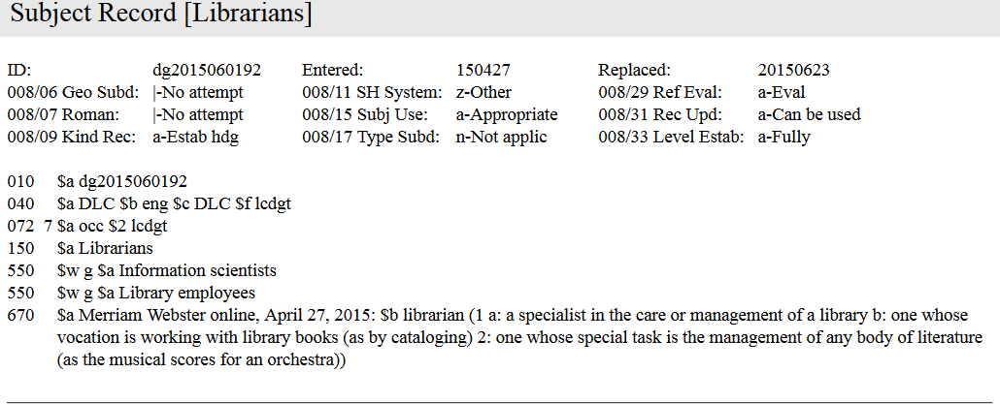 Subject Record [Librarians]
ID: dg2015060192 Entered: 150427 Replaced: 20150623
008/06 Geo Subd: |-No attempt 008/11 SH System: z-Other 008/29 Ref Eval: a-Eval
008/07 Roman: |-No attempt 008/15 Subj Use: a-Appropriate 008/31 Rec Upd: a-Can be used
008/09 Kind Rec: a-Estab hdg 008/17 Type Subd: n-Not applic 008/33 Level Estab: a-Fully
010 $a dg2015060192
040 $a DLC $b eng $c DLC $f lcdgt
072 7 $a occ $2 lcdgt
150 $a Librarians
550 $w g $a Information scientists
550 $w g $a Library employees
670 $a Merriam Webster online, April 27, 2015: $b librarian (1 a: a specialist in the care or management of a library b: one whose
vocation is working with library books (as by cataloging) 2: one whose special task is the management of any body of literature
(as the musical scores for an orchestra))